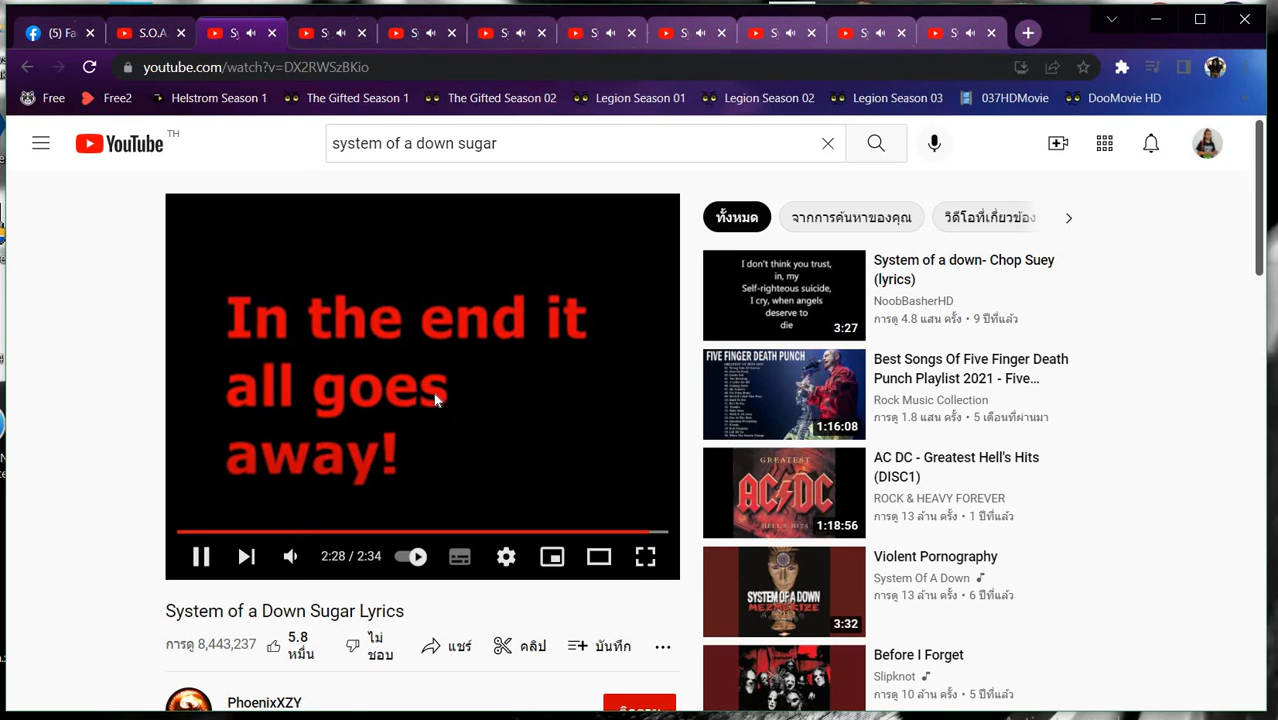 (5) Fa
S.O.A
Sy
Sy
Sy
Sy
Sy
Sy
Sy
Sy
Sy
youtube.com/watch?v=DX2RWSzBKio
Free
Free2
Helstrom Season 1
The Gifted Season 1
The Gifted Season 02
Legion Season 01
Legion Season 02
Legion Season 03
037HDMovie
DooMovie HD
YouTube TH
system of a down sugar
In the end it
all goes
away!
2:28 / 2:34
System of a Down Sugar Lyrics
การดู 8,443,237
5.8
หมื่น
ไม่
ชอบ
แชร์
คลิป
บันทึก
PhoenixXZY
ทั้งหมด
จากการค้นหาของคุณ
วิดีโอที่เกี่ยวข้อง
I don't think you trust,
in, my
Self-righteous suicide,
I cry, when angels
deserve to
die
3:27
System of a down- Chop Suey
(lyrics)
NoobBasherHD
การดู 4.8 แสน ครั้ง • 9 ปีที่แล้ว
FIVE FINGER DEATH PUNCH
1:16:08
Best Songs Of Five Finger Death
Punch Playlist 2021 - Five...
Rock Music Collection
การดู 1.8 ล้าน ครั้ง • 5 เดือนที่ผ่านมา
GREATEST
AC DC
HELL'S HITS
1:18:56
AC DC - Greatest Hell's Hits
(DISC1)
ROCK & HEAVY FOREVER
การดู 13 ล้าน ครั้ง • 1 ปีที่แล้ว
SYSTEM OF A DOWN
MEZMERIZE
3:32
Violent Pornography
System Of A Down
การดู 13 ล้าน ครั้ง • 6 ปีที่แล้ว
Before I Forget
Slipknot
การดู 10 ล้าน ครั้ง • 5 ปีที่แล้ว